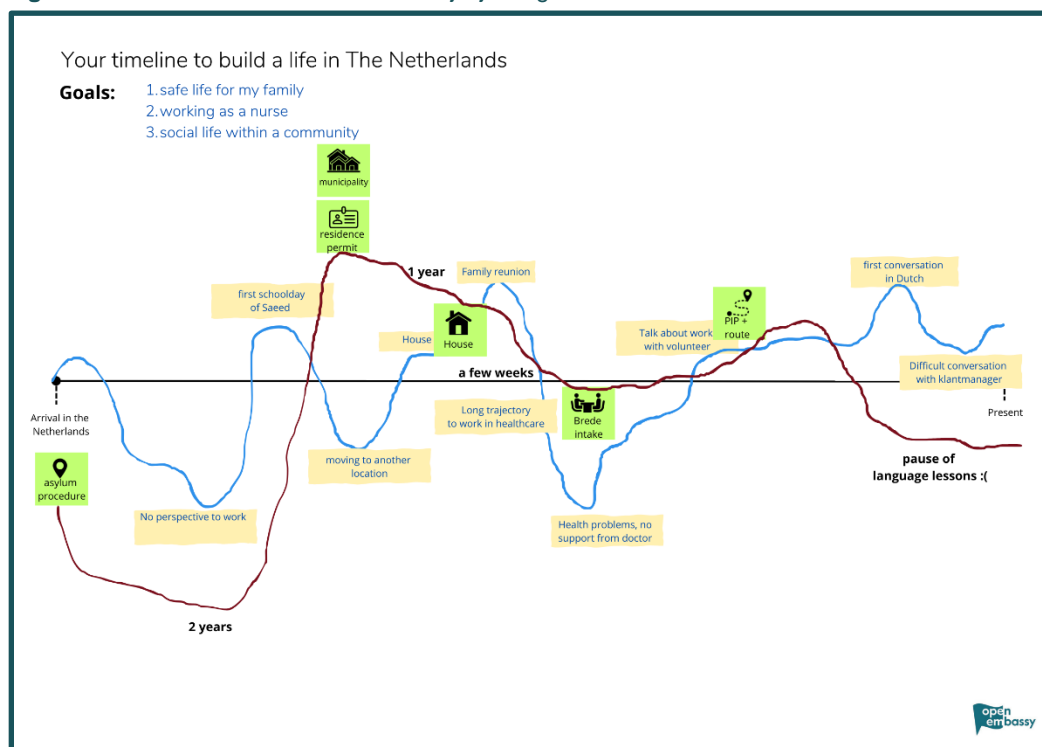 Your timeline to build a life in The Netherlands
Goals:
1. safe life for my family
2. working as a nurse
3. social life within a community
municipality
residence
permit
1 year
Family reunion
first conversation
in Dutch
first schoolday
of Saeed
House
House
PIP +
route
Talk about work
with volunteer
a few weeks
Difficult conversation
with klantmanager
Arrival in the
Netherlands
Long trajectory
to work in healthcare
Brede
intake
Present
asylum
procedure
moving to another
location
pause of
language lessons :(
No perspective to work
Health problems, no
support from doctor
2 years
open
embassy